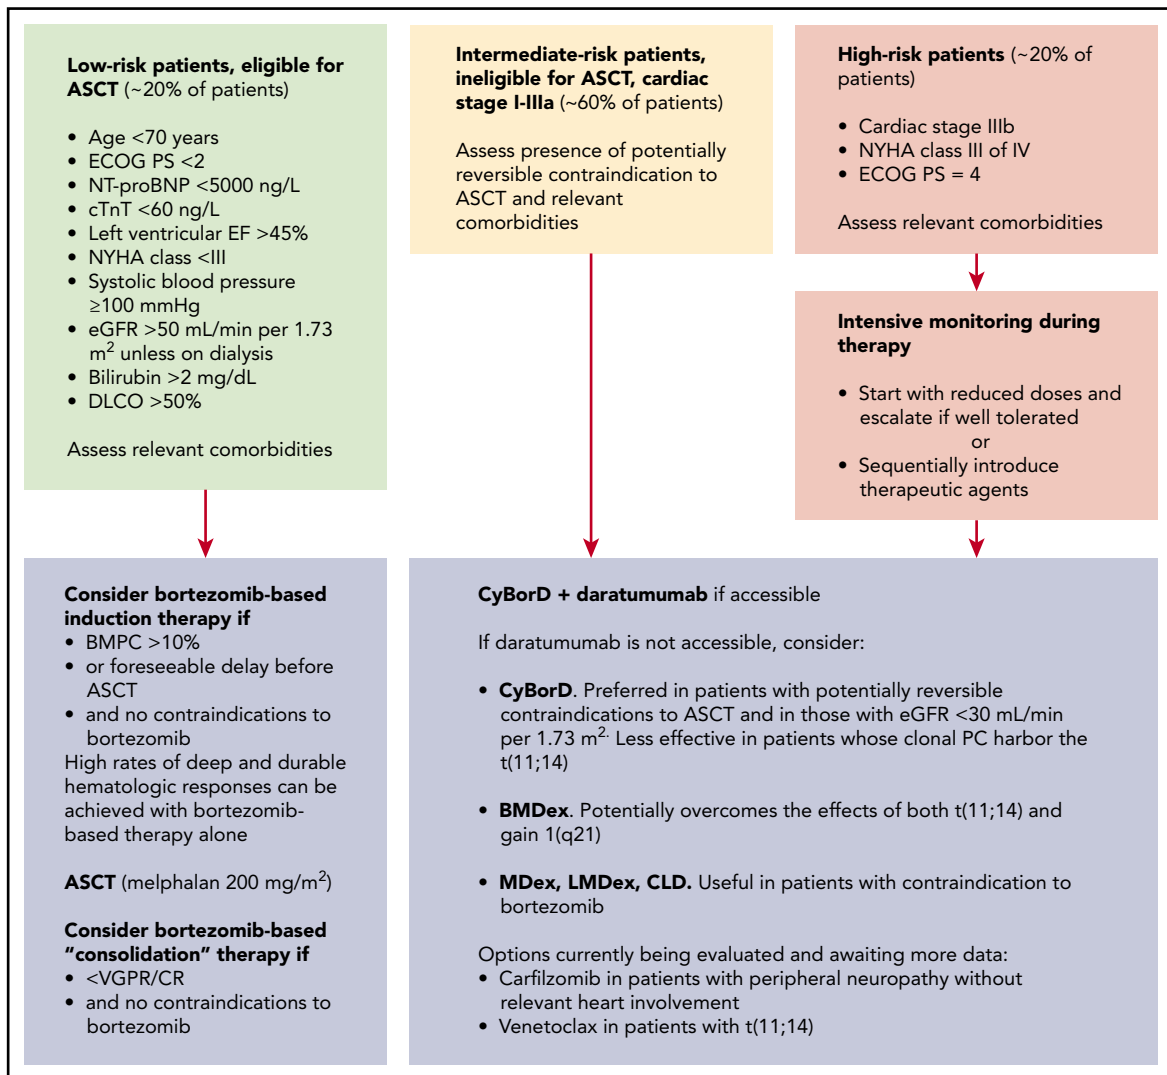 Low-risk patients, eligible for
ASCT (~20% of patients)
• Age <70 years
• ECOG PS <2
• NT-proBNP <5000 ng/L
• cTnT <60 ng/L
• Left ventricular EF >45%
• NYHA class <III
• Systolic blood pressure
≥100 mmHg
• eGFR >50 mL/min per 1.73
m² unless on dialysis
• Bilirubin >2 mg/dL
• DLCO >50%
Assess relevant comorbidities
Intermediate-risk patients,
ineligible for ASCT, cardiac
stage I-IIIa (~60% of patients)
Assess presence of potentially
reversible contraindication to
ASCT and relevant
comorbidities
High-risk patients (~20% of
patients)
• Cardiac stage IIIb
• NYHA class III of IV
• ECOG PS = 4
Assess relevant comorbidities
Intensive monitoring during
therapy
• Start with reduced doses and
escalate if well tolerated
or
• Sequentially introduce
therapeutic agents
Consider bortezomib-based
induction therapy if
• BMPC >10%
• or foreseeable delay before
ASCT
• and no contraindications to
bortezomib
High rates of deep and durable
hematologic responses can be
achieved with bortezomib-
based therapy alone
ASCT (melphalan 200 mg/m²)
Consider bortezomib-based
“consolidation” therapy if
• <VGPR/CR
• and no contraindications to
bortezomib
CyBorD + daratumumab if accessible
If daratumumab is not accessible, consider:
• CyBorD. Preferred in patients with potentially reversible
contraindications to ASCT and in those with eGFR <30 mL/min
per 1.73 m²· Less effective in patients whose clonal PC harbor the
t(11;14)
• BMDex. Potentially overcomes the effects of both t(11;14) and
gain 1(q21)
• MDex, LMDex, CLD. Useful in patients with contraindication to
bortezomib
Options currently being evaluated and awaiting more data:
• Carfilzomib in patients with peripheral neuropathy without
relevant heart involvement
• Venetoclax in patients with t(11;14)